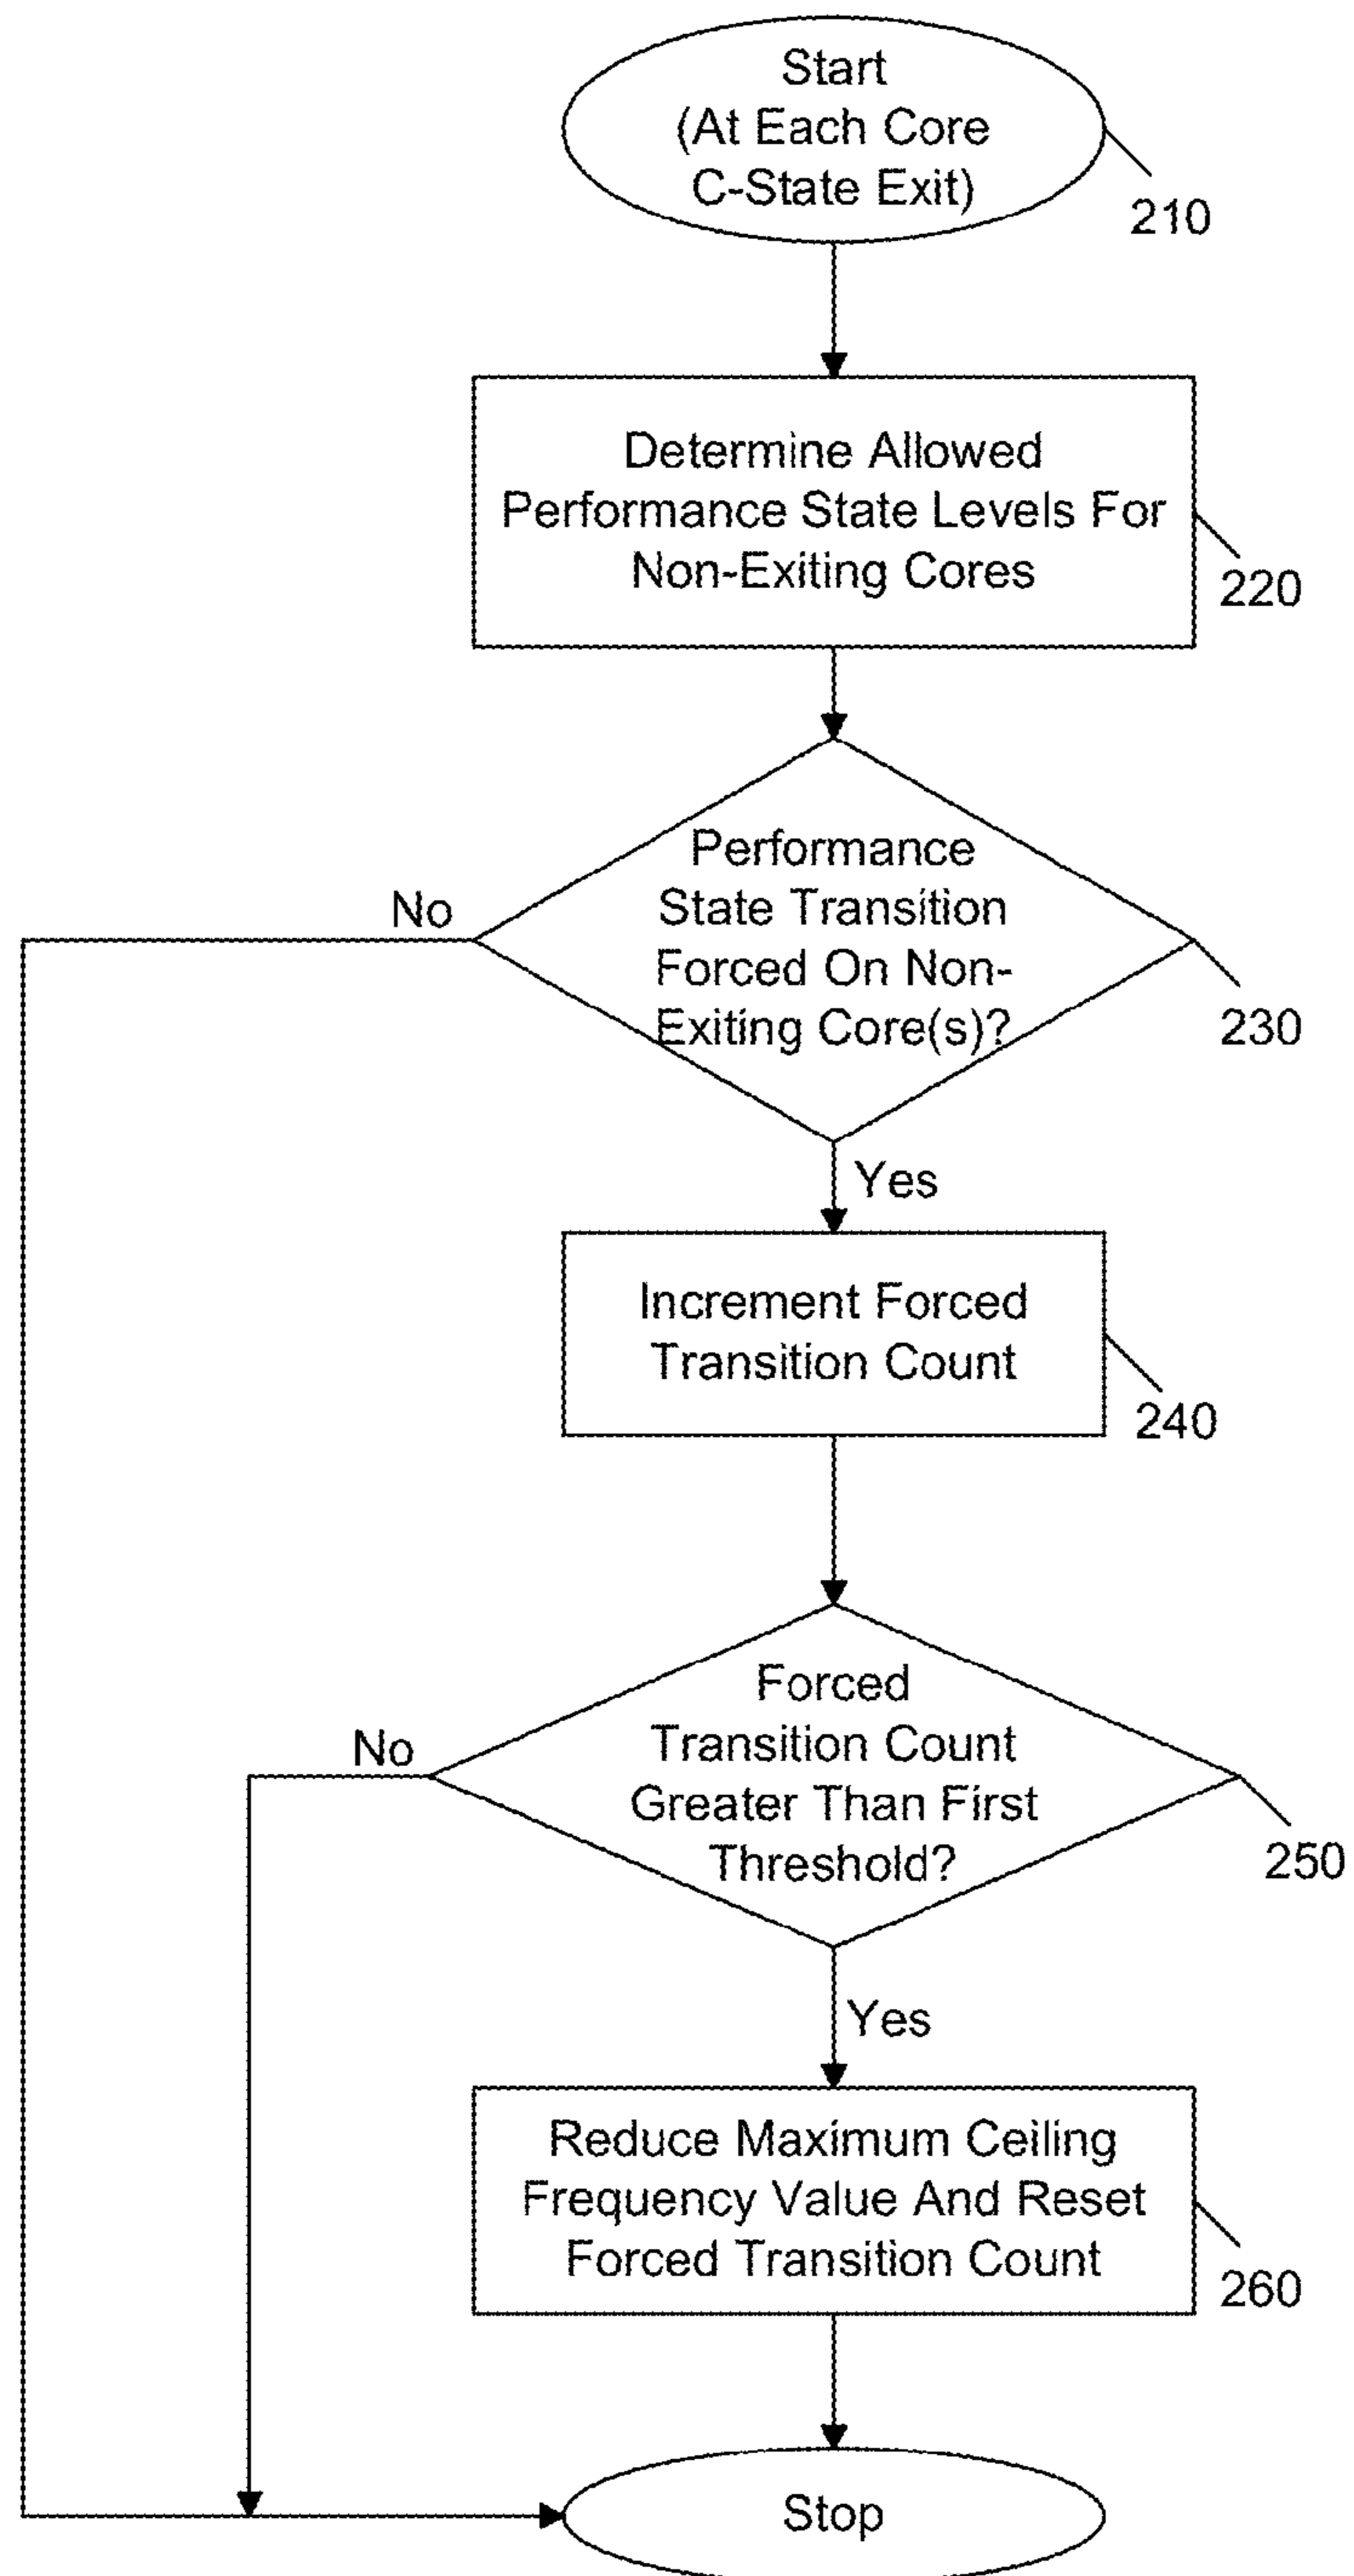 Start
(At Each Core
C-State Exit)
210
Determine Allowed
Performance State Levels For
Non-Exiting Cores
220
Performance
State Transition
Forced On Non-
Exiting Core(s)?
No
230
Yes
Increment Forced
Transition Count
240
Forced
Transition Count
Greater Than First
Threshold?
No
250
Yes
Reduce Maximum Ceiling
Frequency Value And Reset
Forced Transition Count
260
Stop